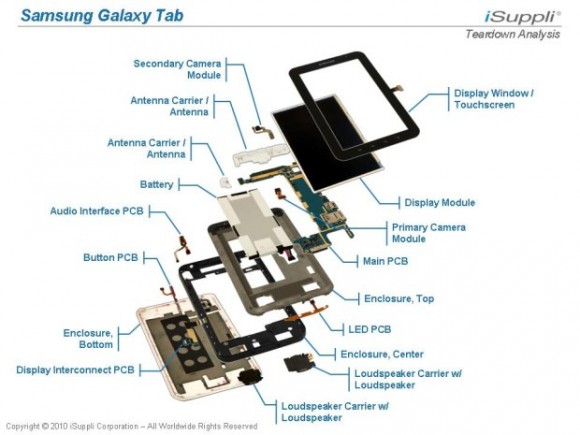 Samsung Galaxy Tab
iSuppli®
Teardown Analysis
Secondary Camera
Module
Antenna Carrier /
Antenna
Antenna Carrier /
Antenna
Battery
Audio Interface PCB
Button PCB
Enclosure,
Bottom
Display Interconnect PCB
Display Window /
Touchscreen
Display Module
Primary Camera
Module
Main PCB
Enclosure, Top
LED PCB
Enclosure, Center
Loudspeaker Carrier w/
Loudspeaker
Loudspeaker Carrier w/
Loudspeaker
Copyright © 2010 iSuppli Corporation – All Worldwide Rights Reserved